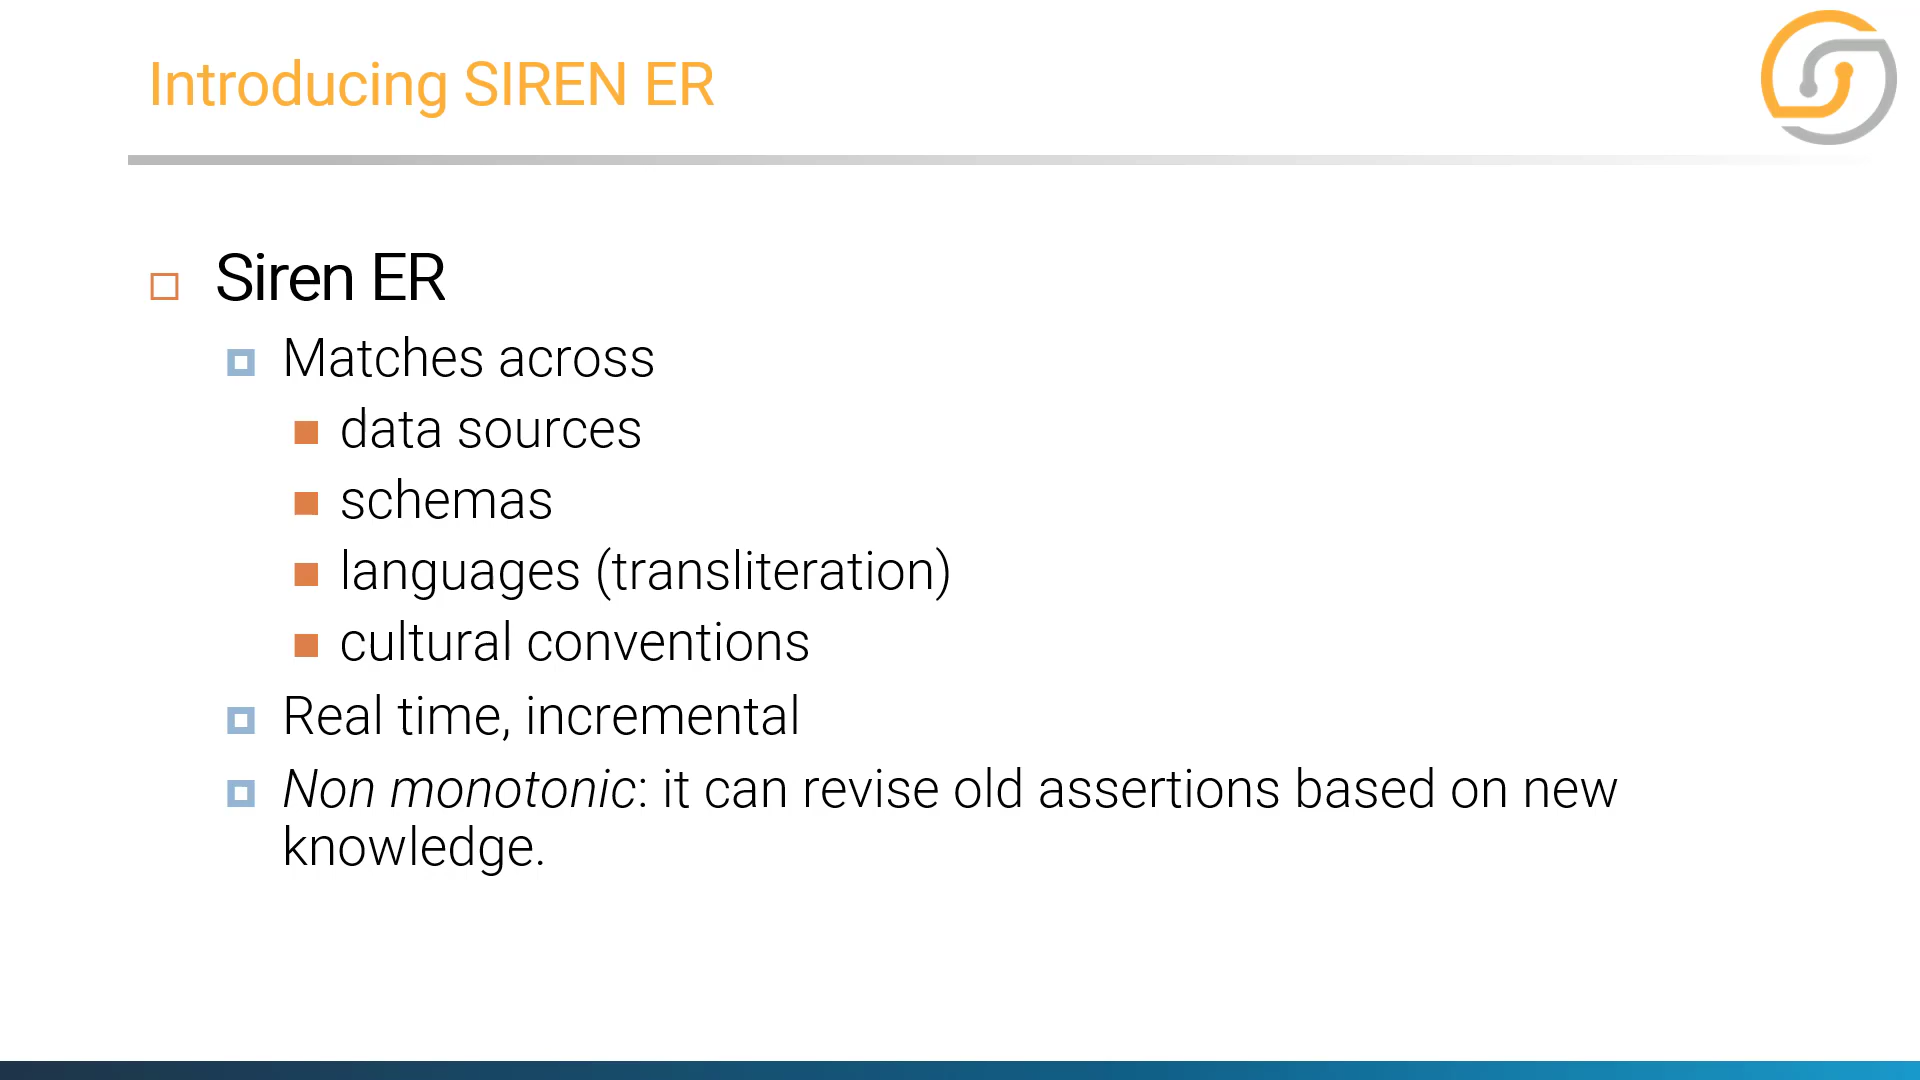 Introducing SIREN ER
Siren ER
Matches across
data sources
schemas
languages (transliteration)
cultural conventions
Real time, incremental
Non monotonic: it can revise old assertions based on new
knowledge.